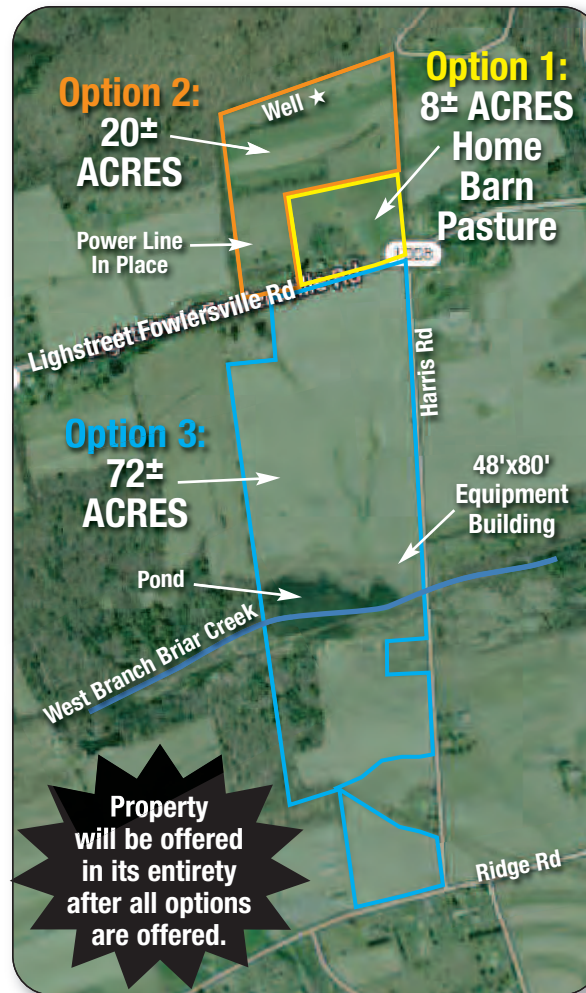 Option 2:
20±
ACRES
Well ★
Option 1:
8± ACRES
Home
Barn
Pasture
Power Line
In Place
Lighstreet Fowlersville Rd
Harris Rd
Option 3:
72±
ACRES
48'x80'
Equipment
Building
Pond
West Branch Briar Creek
Property
will be offered
in its entirety
after all options
are offered.
Ridge Rd